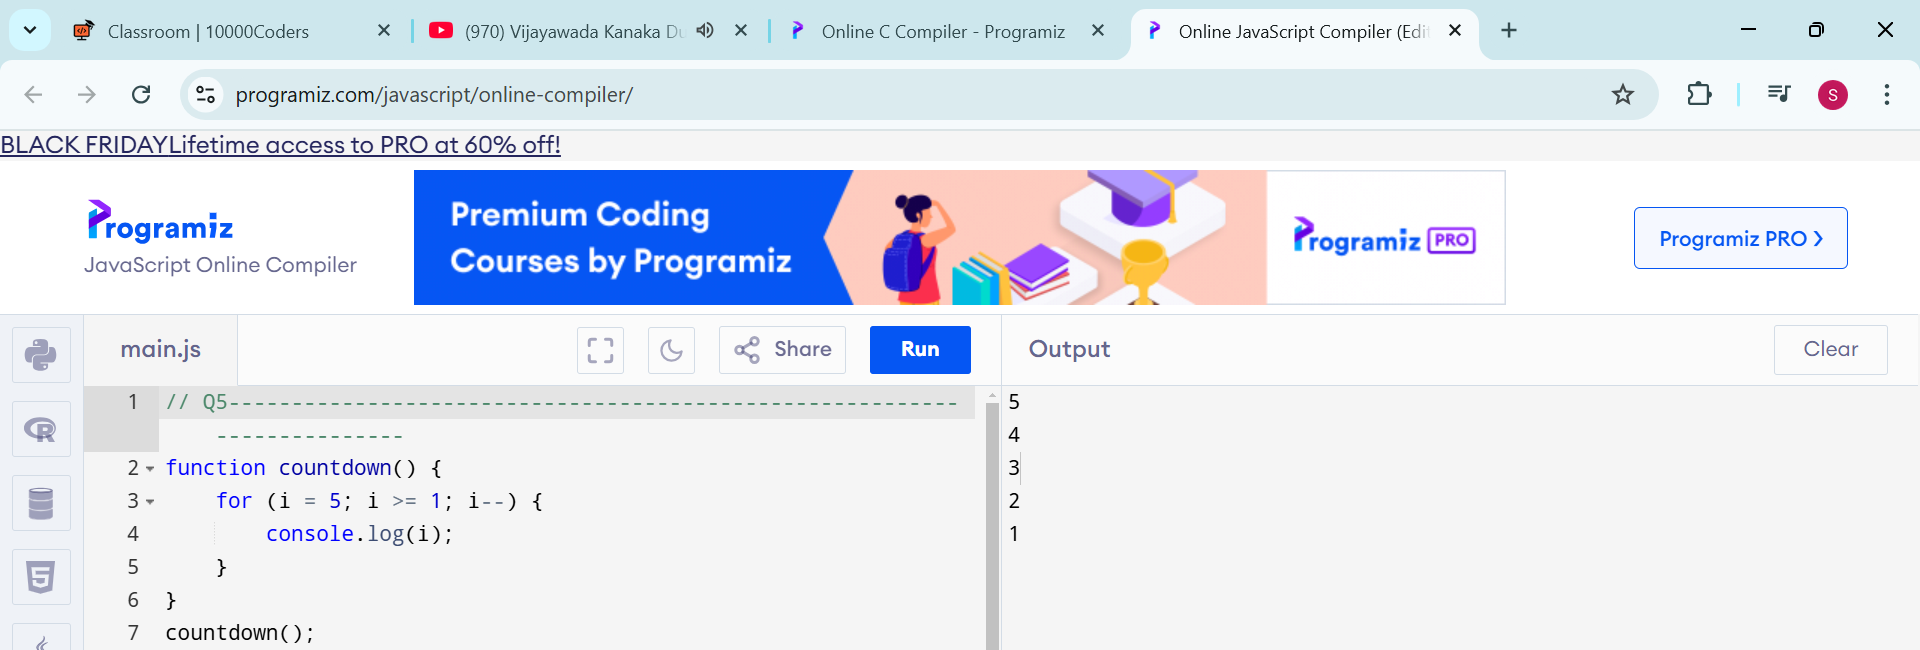 Classroom | 10000Coders
(970) Vijayawada Kanaka Du
Online C Compiler - Programiz
Online JavaScript Compiler (Edi
programiz.com/javascript/online-compiler/
S
BLACK FRIDAYLifetime access to PRO at 60% off!
Programiz
JavaScript Online Compiler
Premium Coding
Courses by Programiz
Programiz PRO
Programiz PRO
main.js
Share
Run
Output
Clear
1 // Q5----------------------------------------------------------
---------------
2 function countdown() {
3 for (i = 5; i >= 1; i--) {
4 console.log(i);
5 }
6 }
7 countdown();
5
4
3
2
1